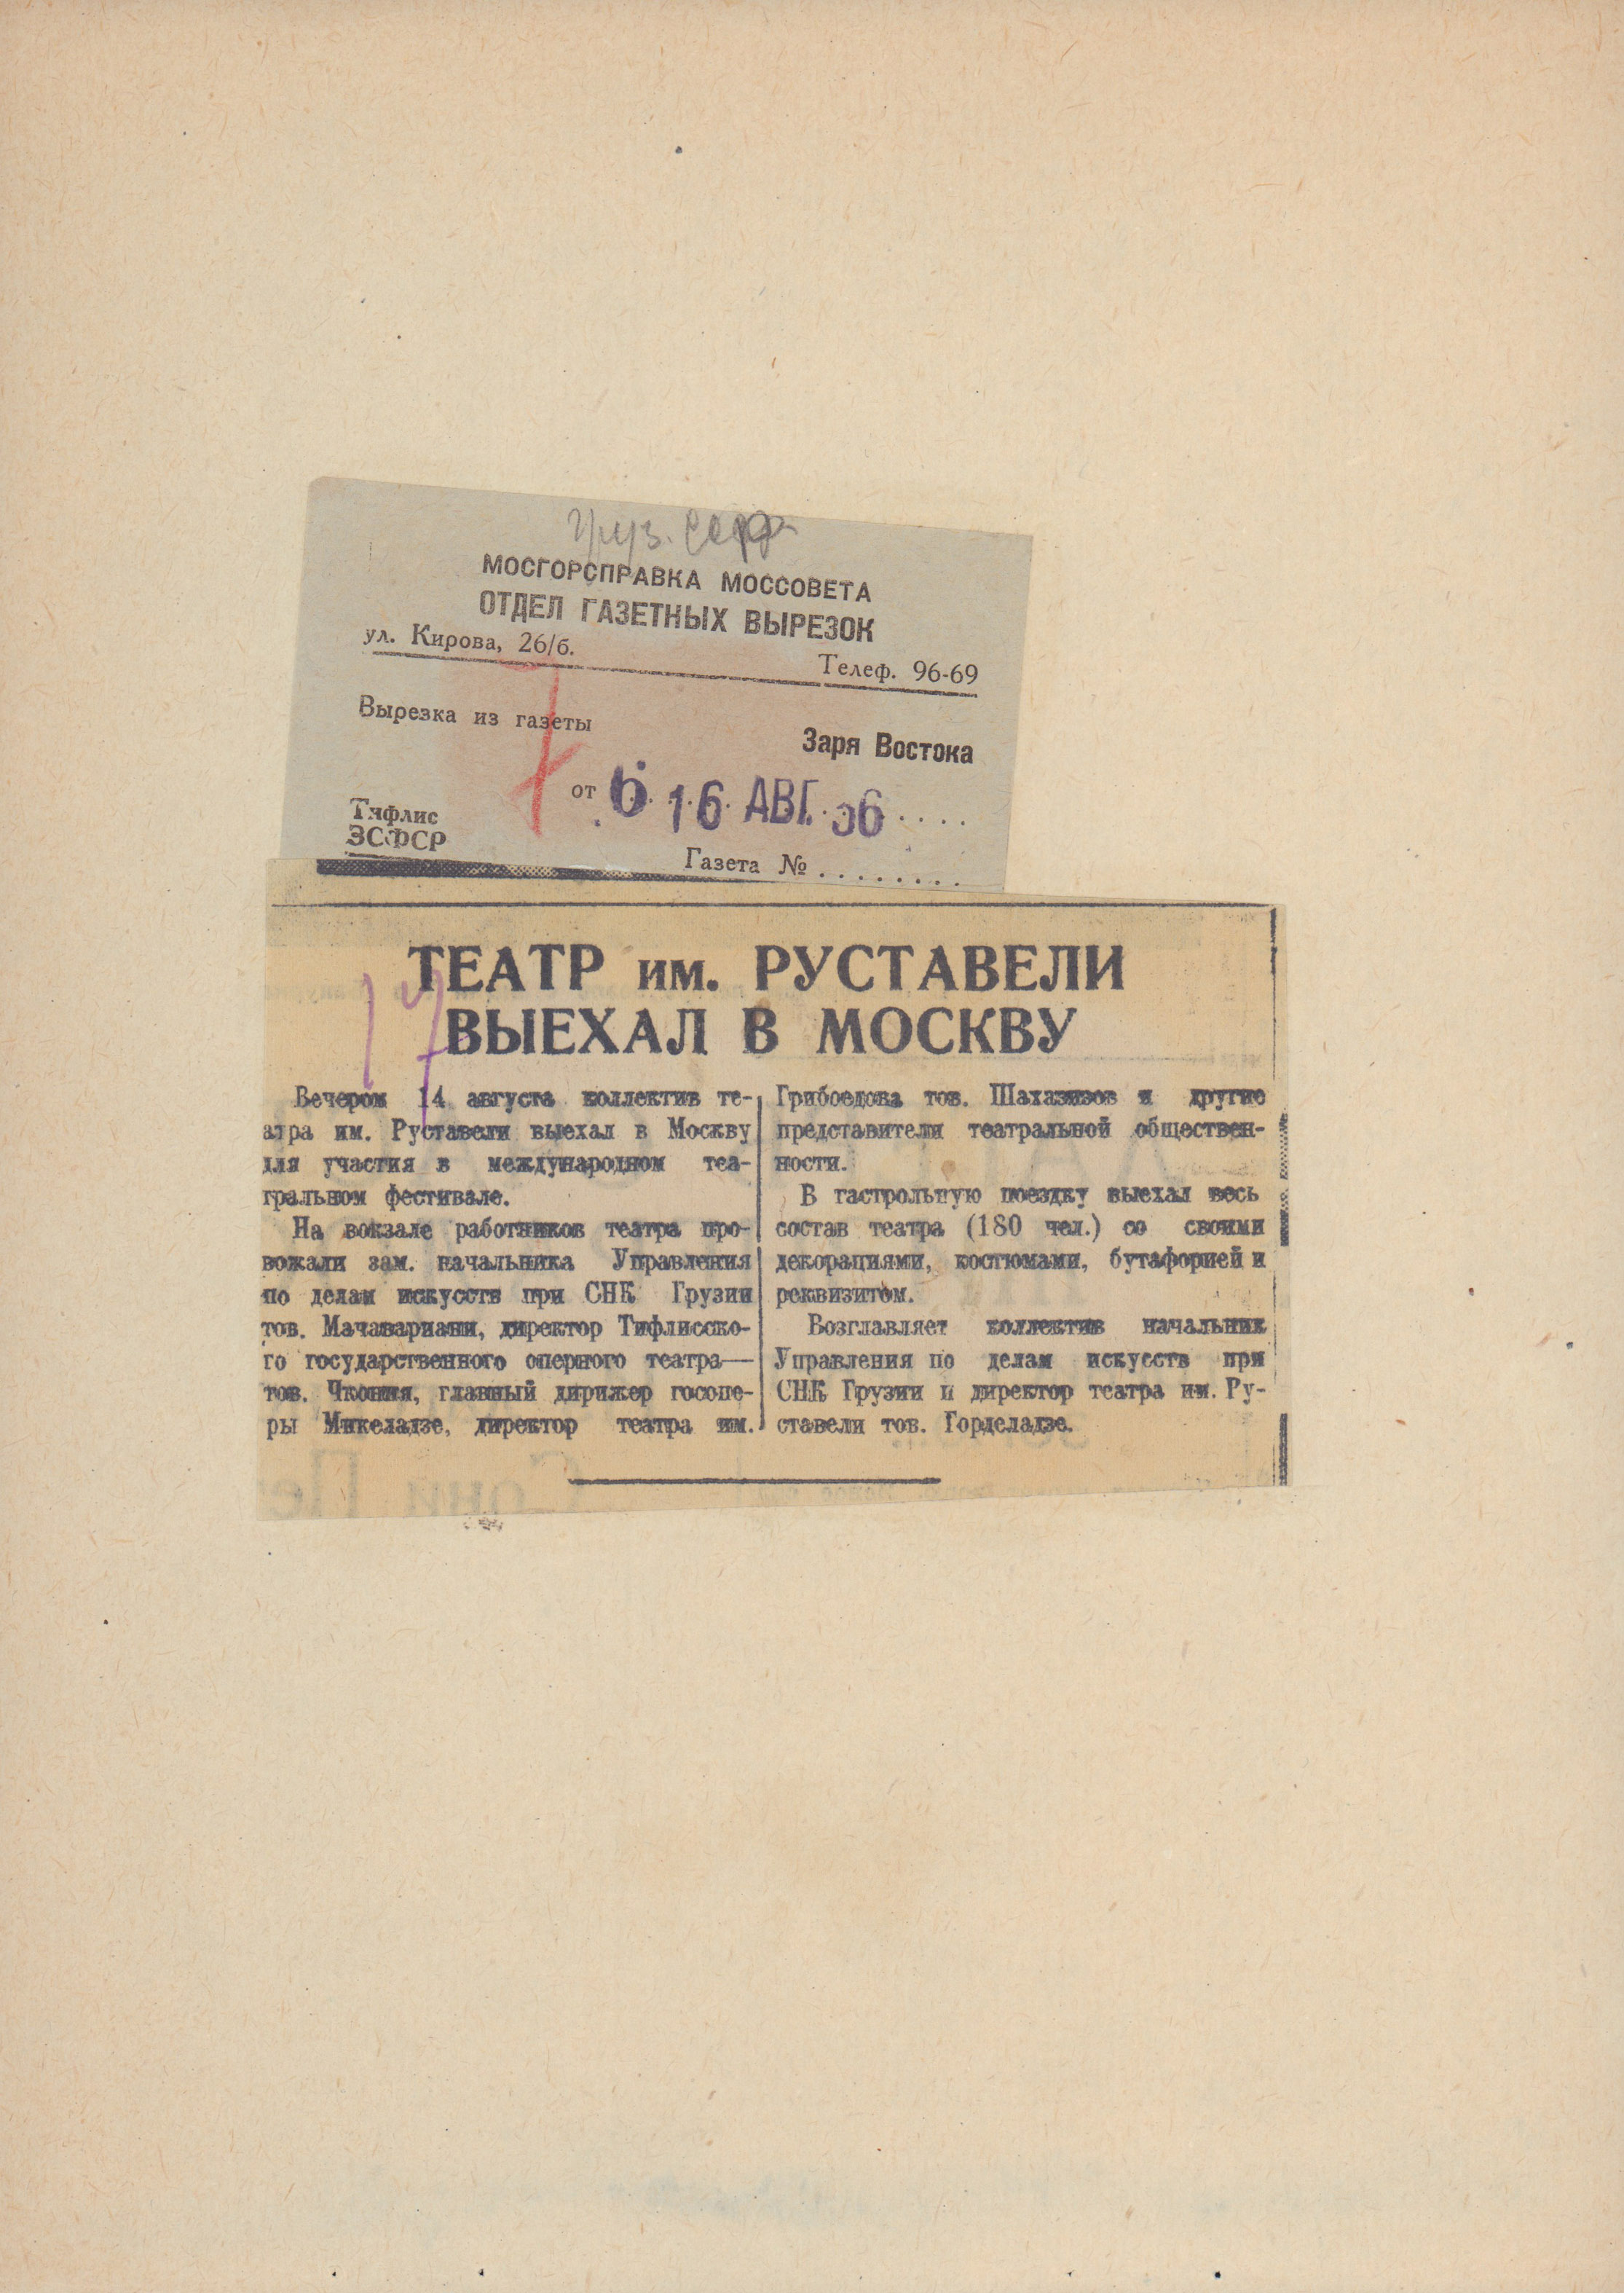 Груз. ССР
МОСГОРСПРАВКА МОССОВЕТА
ОТДЕЛ ГАЗЕТНЫХ ВЫРЕЗОК
ул. Кирова, 26/б.
Телеф. 96-69
Вырезка из газеты
Заря Востока
от 6 16 АВГ. 36
Тифлис
ЗСФСР
Газета № . . . . . . . .
ТЕАТР им. РУСТАВЕЛИ
ВЫЕХАЛ В МОСКВУ
Вечером 14 августа коллектив те-
атра им. Руставели выехал в Москву
для участия в международном теа-
тральном фестивале.
На вокзале работников театра про-
вожали зам. начальника Управления
по делам искусств при СНК Грузии
тов. Мачавариани, директор Тифлисско-
го государственного оперного театра—
тов. Чкония, главный дирижер госопе-
ры Микеладзе, директор театра им.
Грибоедова тов. Шахазизов и другие
представители театральной обществен-
ности.
В гастрольную поездку выехал весь
состав театра (180 чел.) со своими
декорациями, костюмами, бутафорией и
реквизитом.
Возглавляет коллектив начальник
Управления по делам искусств при
СНК Грузии и директор театра им. Ру-
ставели тов. Горделадзе.